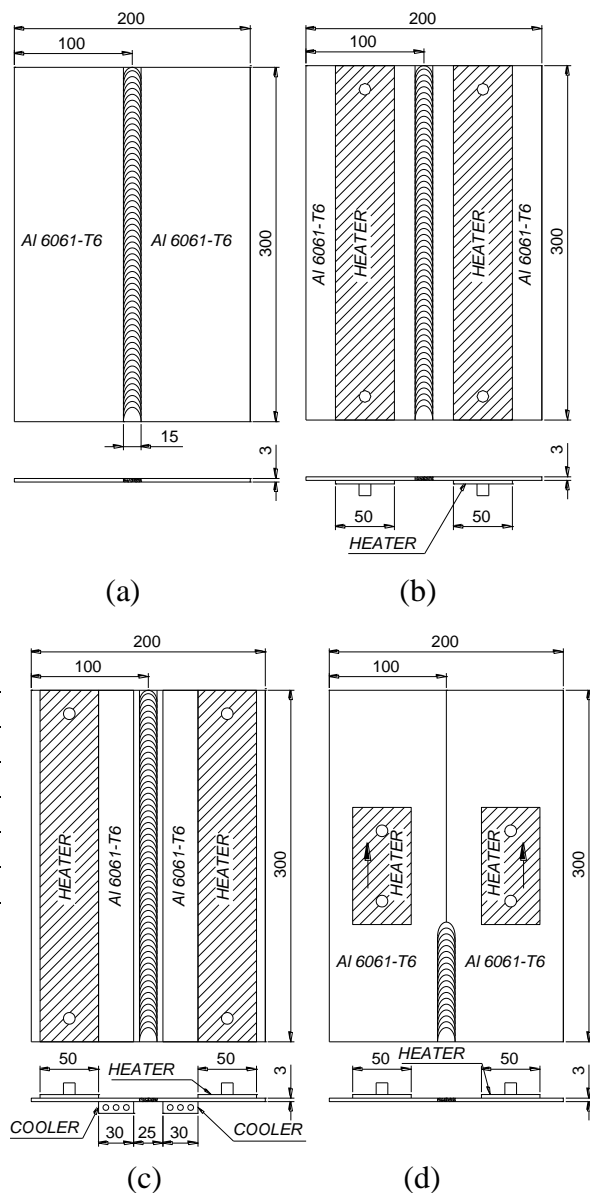 200
100
Al 6061-T6
Al 6061-T6
300
15
3
(a)
200
100
Al 6061-T6
HEATER
HEATER
Al 6061-T6
300
3
50
50
HEATER
(b)
200
100
HEATER
Al 6061-T6
Al 6061-T6
HEATER
300
50
HEATER
50
3
COOLER
30
25
30
COOLER
(c)
200
100
HEATER
HEATER
300
Al 6061-T6
Al 6061-T6
50
HEATER
50
3
(d)